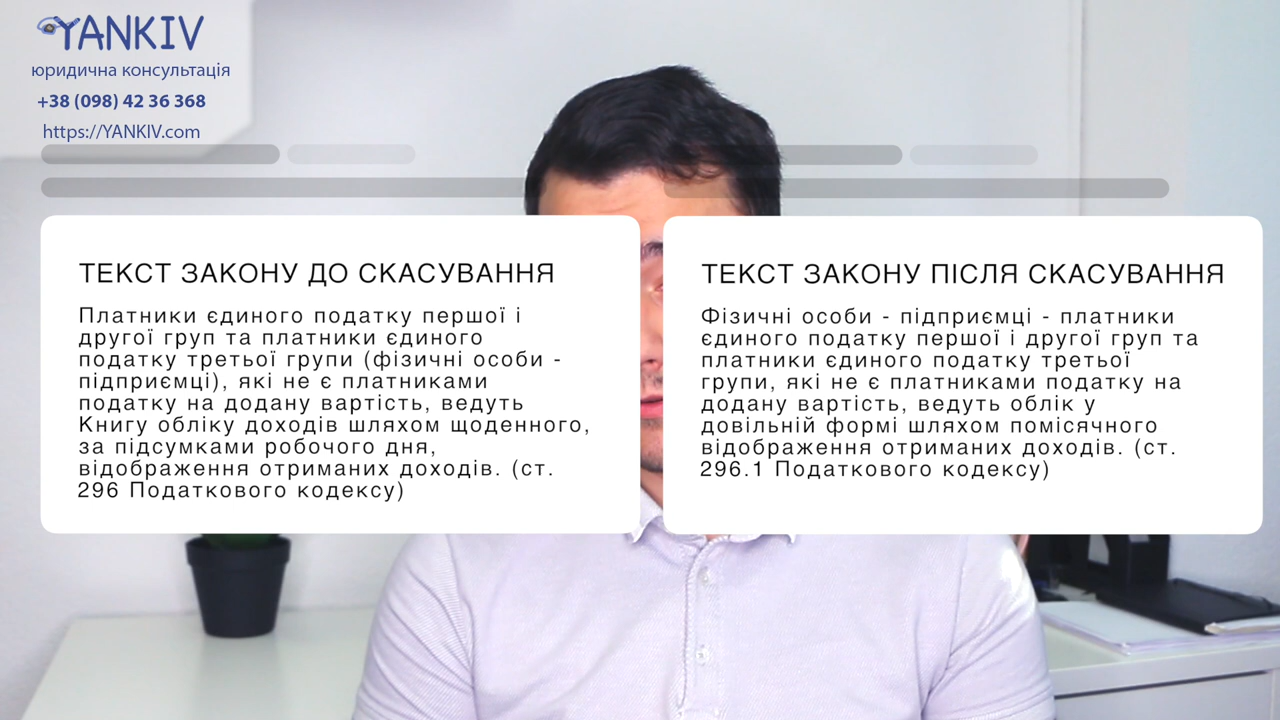 YANKIV
юридична консультація
+38 (098) 42 36 368
https://YANKIV.com
ТЕКСТ ЗАКОНУ ДО СКАСУВАННЯ
Платники єдиного податку першої і
другої груп та платники єдиного
податку третьої групи (фізичні особи -
підприємці), які не є платниками
податку на додану вартість, ведуть
Книгу обліку доходів шляхом щоденного,
за підсумками робочого дня,
відображення отриманих доходів. (ст.
296 Податкового кодексу)
ТЕКСТ ЗАКОНУ ПІСЛЯ СКАСУВАННЯ
Фізичні особи - підприємці - платники
єдиного податку першої і другої груп та
платники єдиного податку третьої
групи, які не є платниками податку на
додану вартість, ведуть облік у
довільній формі шляхом помісячного
відображення отриманих доходів. (ст.
296.1 Податкового кодексу)